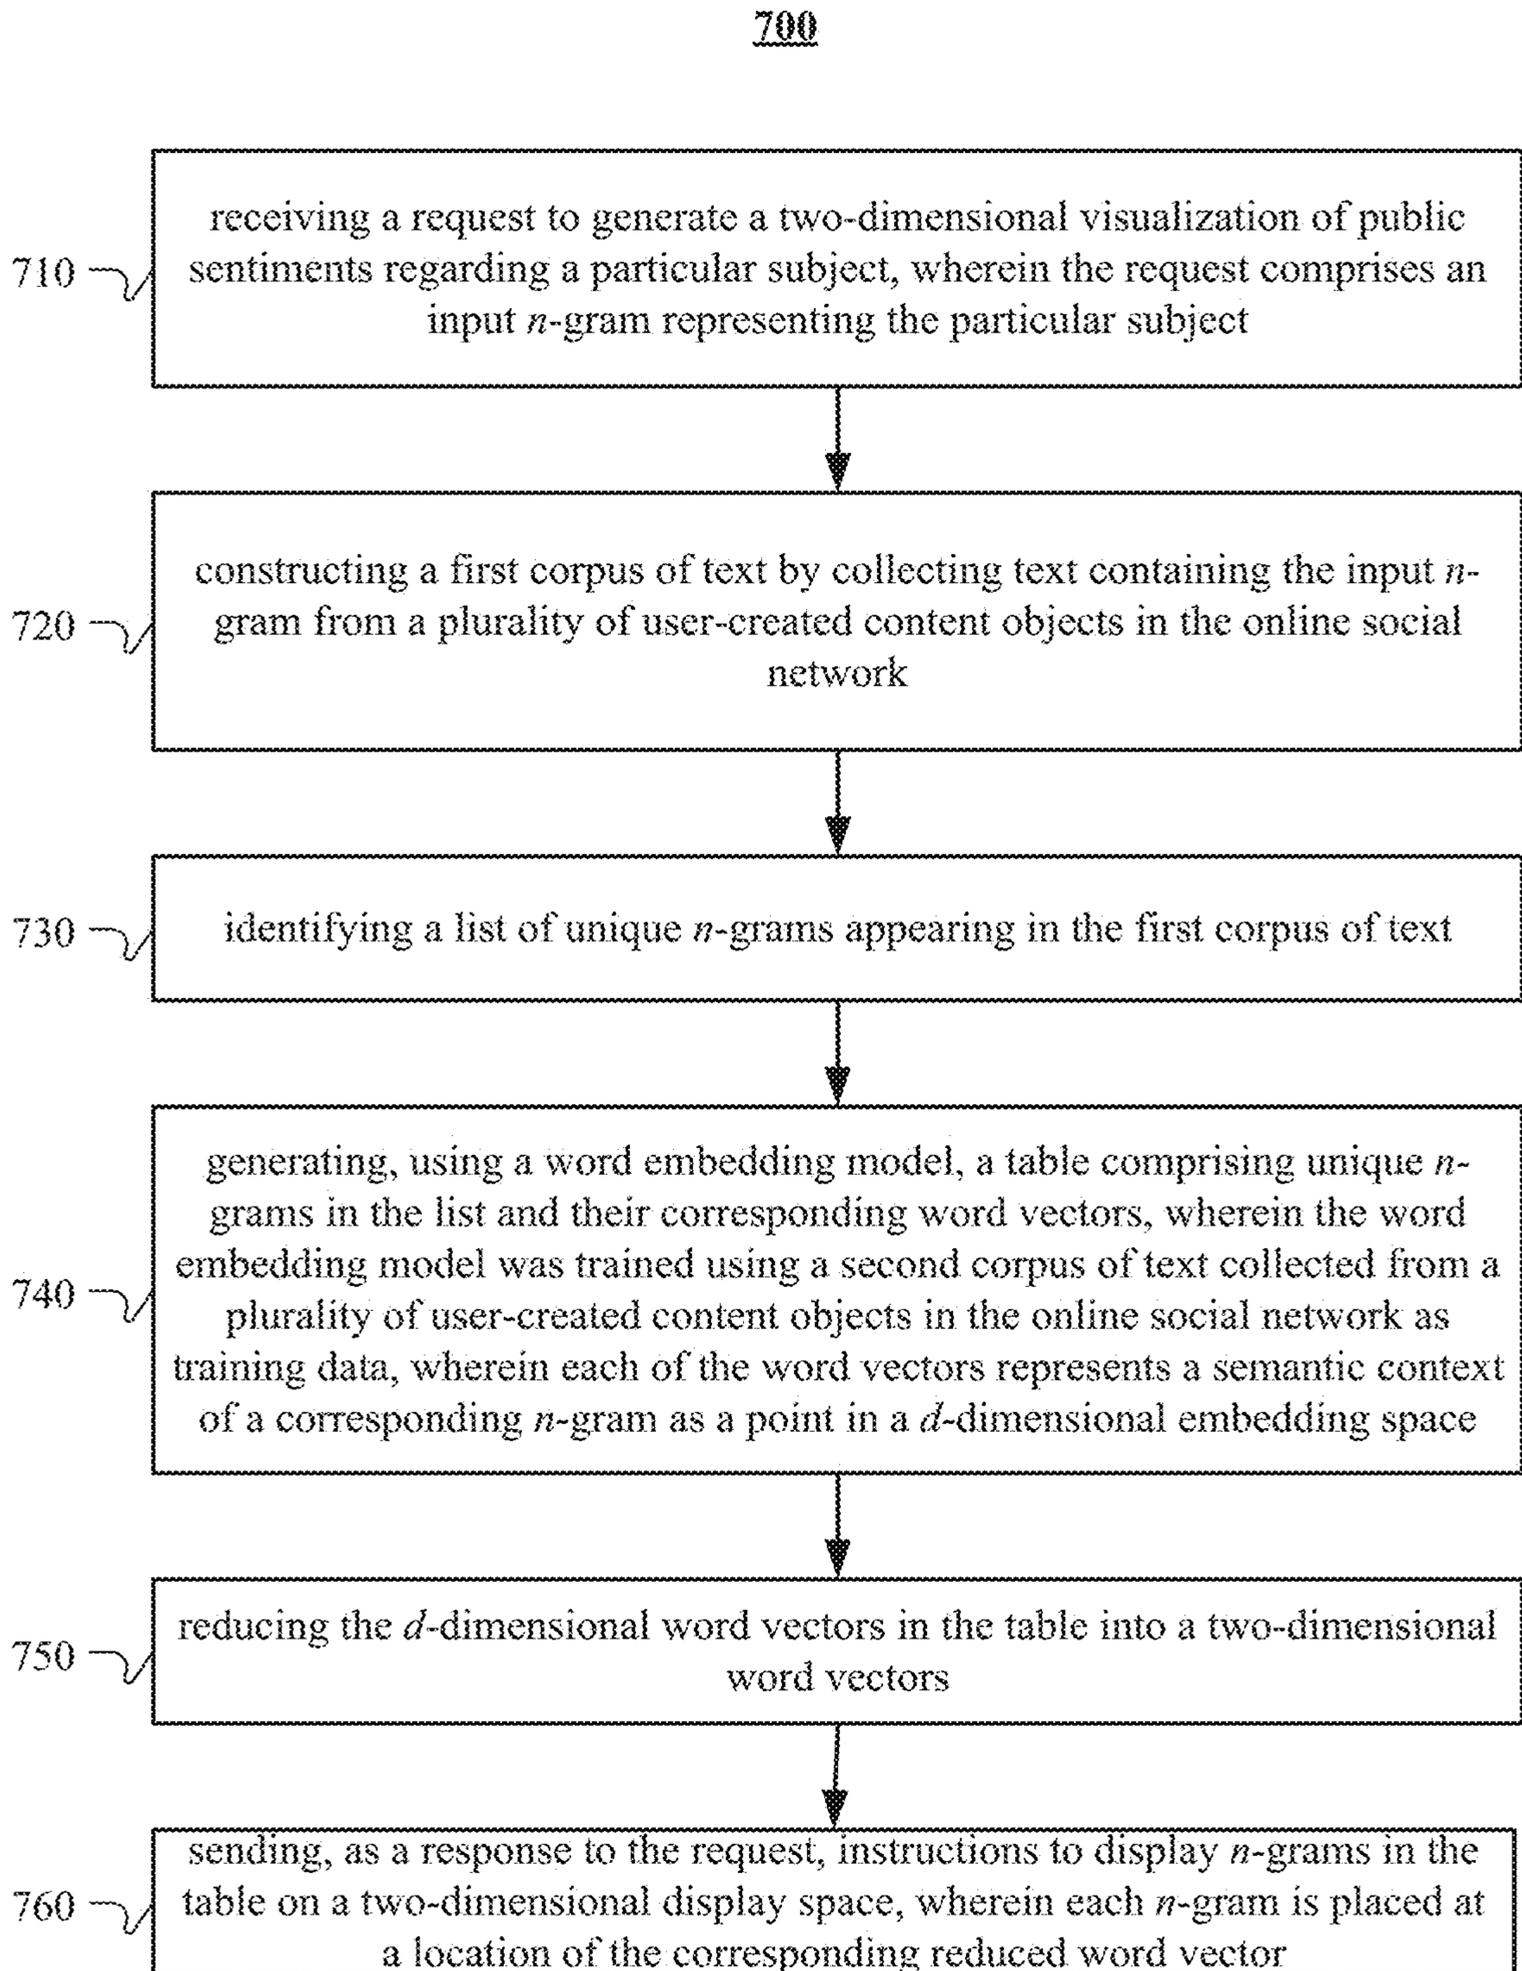 700
receiving a request to generate a two-dimensional visualization of public
sentiments regarding a particular subject, wherein the request comprises an
input n-gram representing the particular subject
710
constructing a first corpus of text by collecting text containing the input n-
gram from a plurality of user-created content objects in the online social
network
720
identifying a list of unique n-grams appearing in the first corpus of text
730
generating, using a word embedding model, a table comprising unique n-
grams in the list and their corresponding word vectors, wherein the word
embedding model was trained using a second corpus of text collected from a
plurality of user-created content objects in the online social network as
training data, wherein each of the word vectors represents a semantic context
of a corresponding n-gram as a point in a d-dimensional embedding space
740
reducing the d-dimensional word vectors in the table into a two-dimensional
word vectors
750
sending, as a response to the request, instructions to display n-grams in the
table on a two-dimensional display space, wherein each n-gram is placed at
a location of the corresponding reduced word vector
760